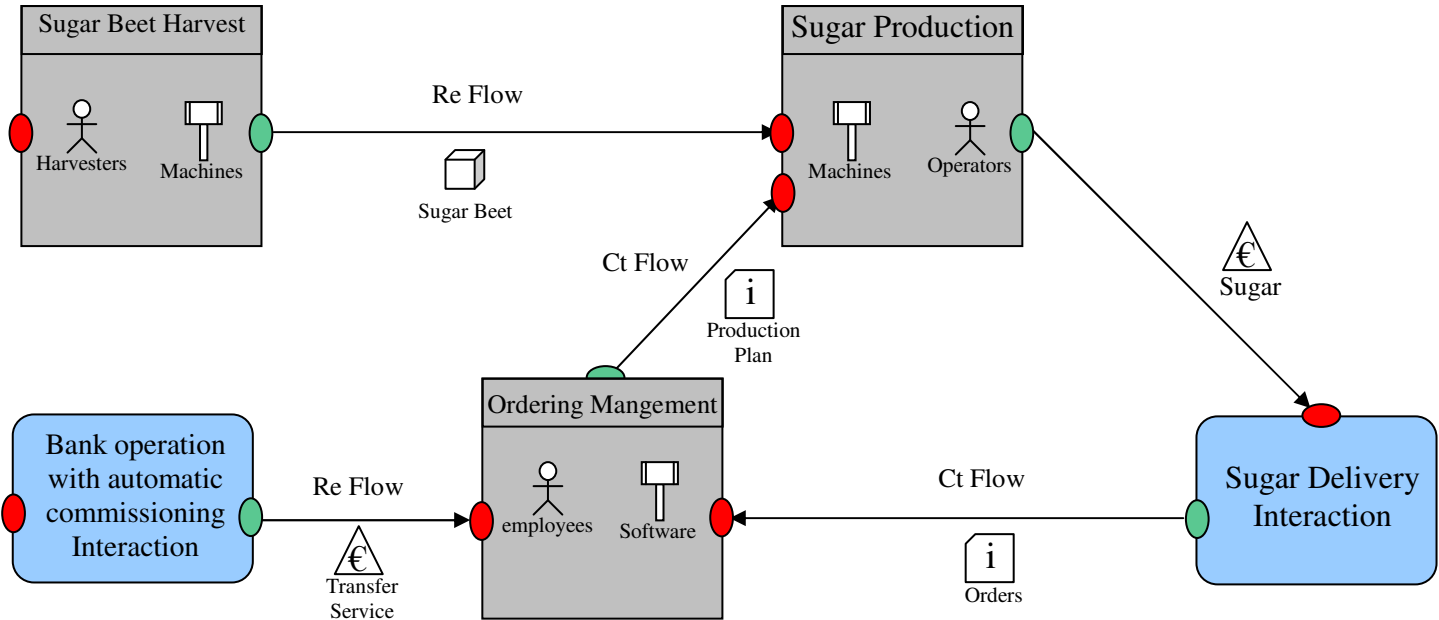 Sugar Beet Harvest
Harvesters
Machines
Re Flow
Sugar Beet
Sugar Production
Machines
Operators
Ct Flow
i
Production
Plan
€
Sugar
Bank operation
with automatic
commissioning
Interaction
Re Flow
€
Transfer
Service
Ordering Mangement
employees
Software
Ct Flow
i
Orders
Sugar Delivery
Interaction